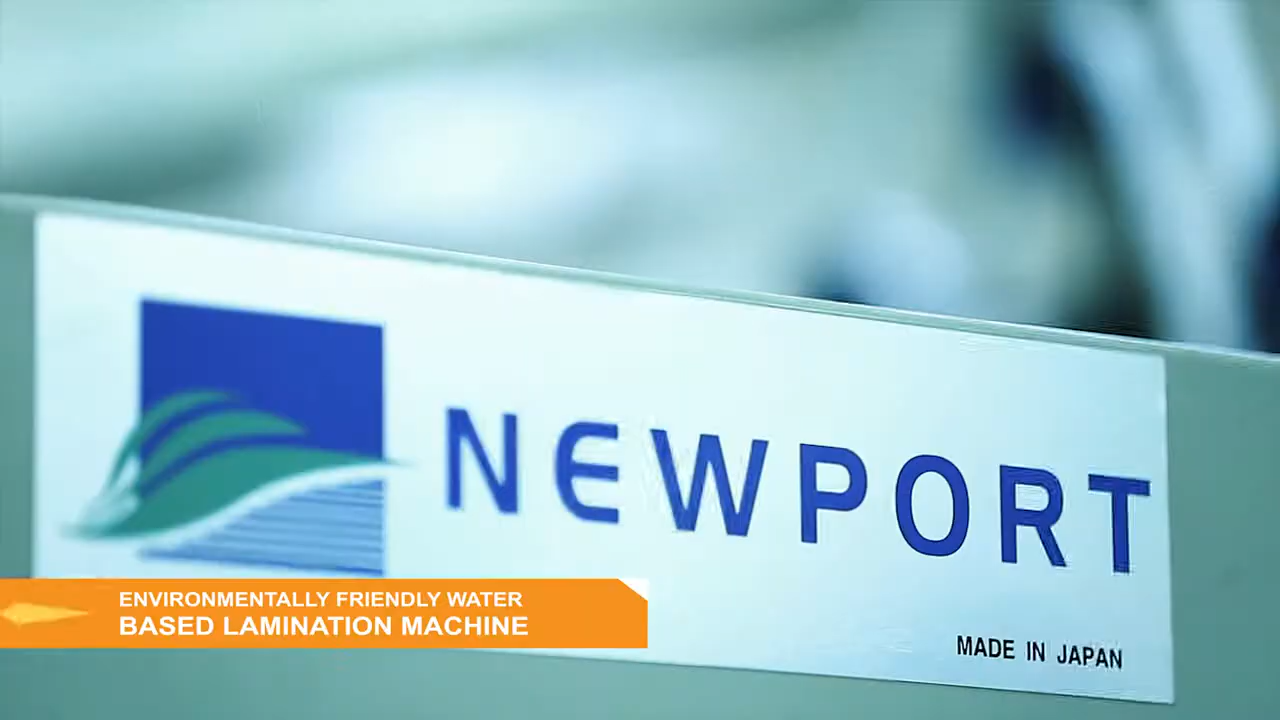 NEWPORT
MADE IN JAPAN
ENVIRONMENTALLY FRIENDLY WATER
BASED LAMINATION MACHINE